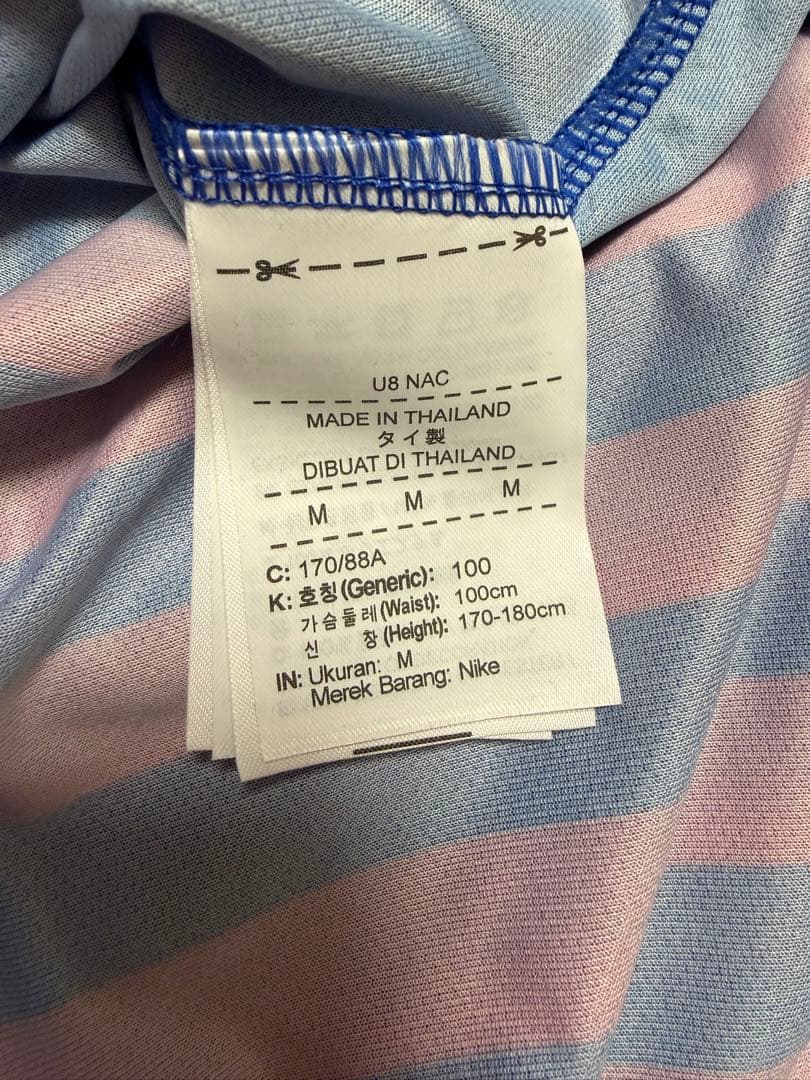 U8 NAC
MADE IN THAILAND
タイ製
DIBUAT DI THAILAND
M M M
C: 170/88A
K: 호칭(Generic): 100
가슴둘레(Waist): 100cm
신 창(Height): 170-180cm
IN: Ukuran: M
Merek Barang: Nike